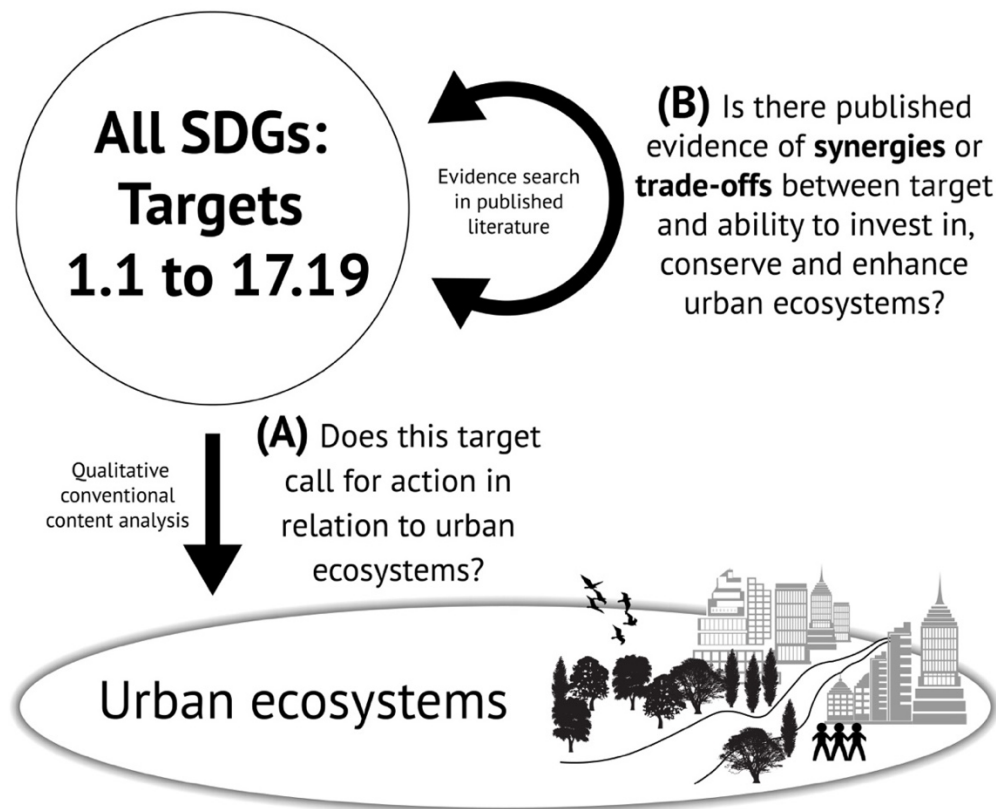 All SDGs:
Targets
1.1 to 17.19
Evidence search
in published
literature
(B) Is there published
evidence of synergies or
trade-offs between target
and ability to invest in,
conserve and enhance
urban ecosystems?
Qualitative
conventional
content analysis
(A) Does this target
call for action in
relation to urban
ecosystems?
Urban ecosystems